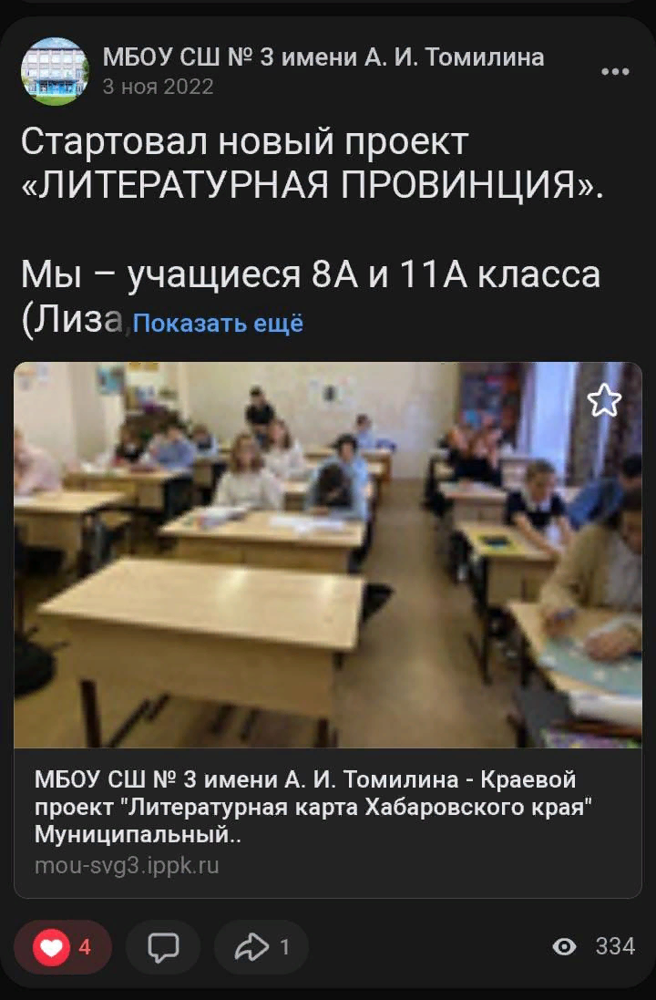 МБОУ СШ № 3 имени А. И. Томилина
3 ноя 2022
Стартовал новый проект
«ЛИТЕРАТУРНАЯ ПРОВИНЦИЯ».
Мы – учащиеся 8А и 11А класса
(Лиза, Показать ещё
МБОУ СШ № 3 имени А. И. Томилина - Краевой
проект "Литературная карта Хабаровского края"
Муниципальный..
mou-svg3.ippk.ru
4
1
334